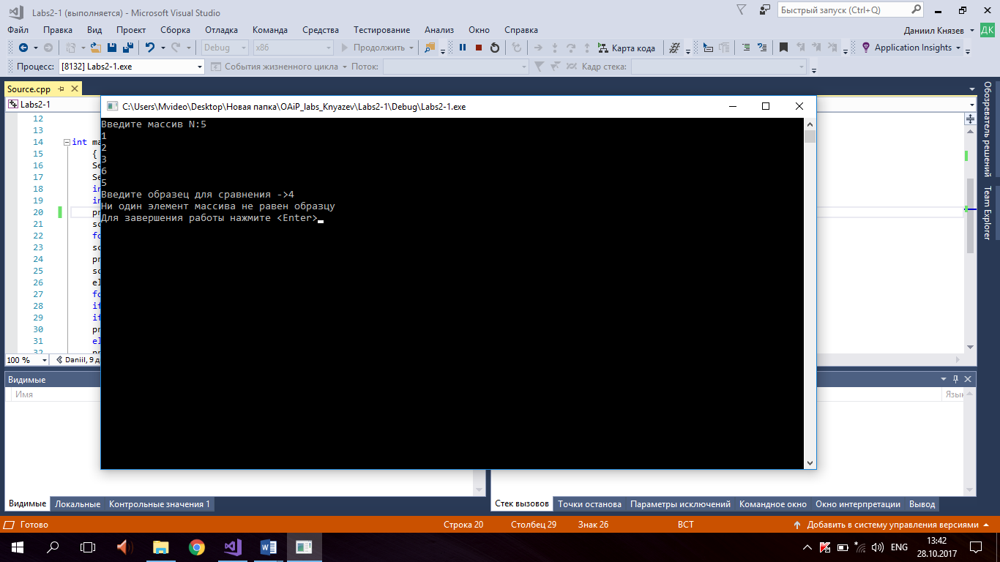 Labs2-1 (выполняется) - Microsoft Visual Studio
Быстрый запуск (Ctrl+Q)
Файл Правка Вид Проект Сборка Отладка Команда Средства Тестирование Анализ Окно Справка
Даниил Князев ДК
Debug x86 Продолжить Карта кода Application Insights
Процесс: [8132] Labs2-1.exe События жизненного цикла Поток: Кадр стека:
Source.cpp
Labs2-1
C:\Users\Mvideo\Desktop\Новая папка\OAiP_labs_Knyazev\Labs2-1\Debug\Labs2-1.exe
Введите массив N:5
1
2
3
6
5
Введите образец для сравнения ->4
Ни один элемент массива не равен образцу
Для завершения работы нажмите <Enter>
12
13
14 int ma
15 {
16 Se
17 Se
18 in
19 in
20 pr
21 sc
22 fo
23 sc
24 pr
25 sc
26 el
27 fo
28 if
29 if
30 pr
31 el
32 pr
100 % Daniil, 9 д
Обозреватель решений
Team Explorer
Видимые
Имя
Язык
Видимые Локальные Контрольные значения 1
Стек вызовов Точки останова Параметры исключений Командное окно Окно интерпретации Вывод
Готово Строка 20 Столбец 29 Знак 26 ВСТ Добавить в систему управления версиями
ENG
13:42
28.10.2017